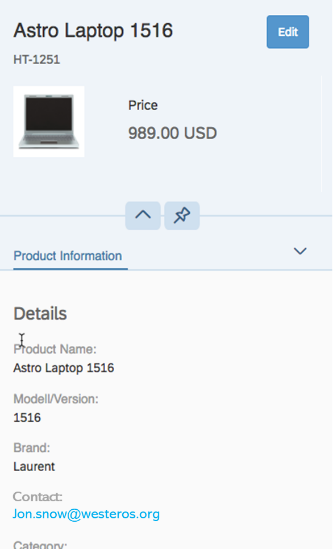 Astro Laptop 1516
Edit
HT-1251
Price
989.00 USD
Product Information
Details
Product Name:
Astro Laptop 1516
Modell/Version:
1516
Brand:
Laurent
Contact:
Jon.snow@westeros.org
Category: